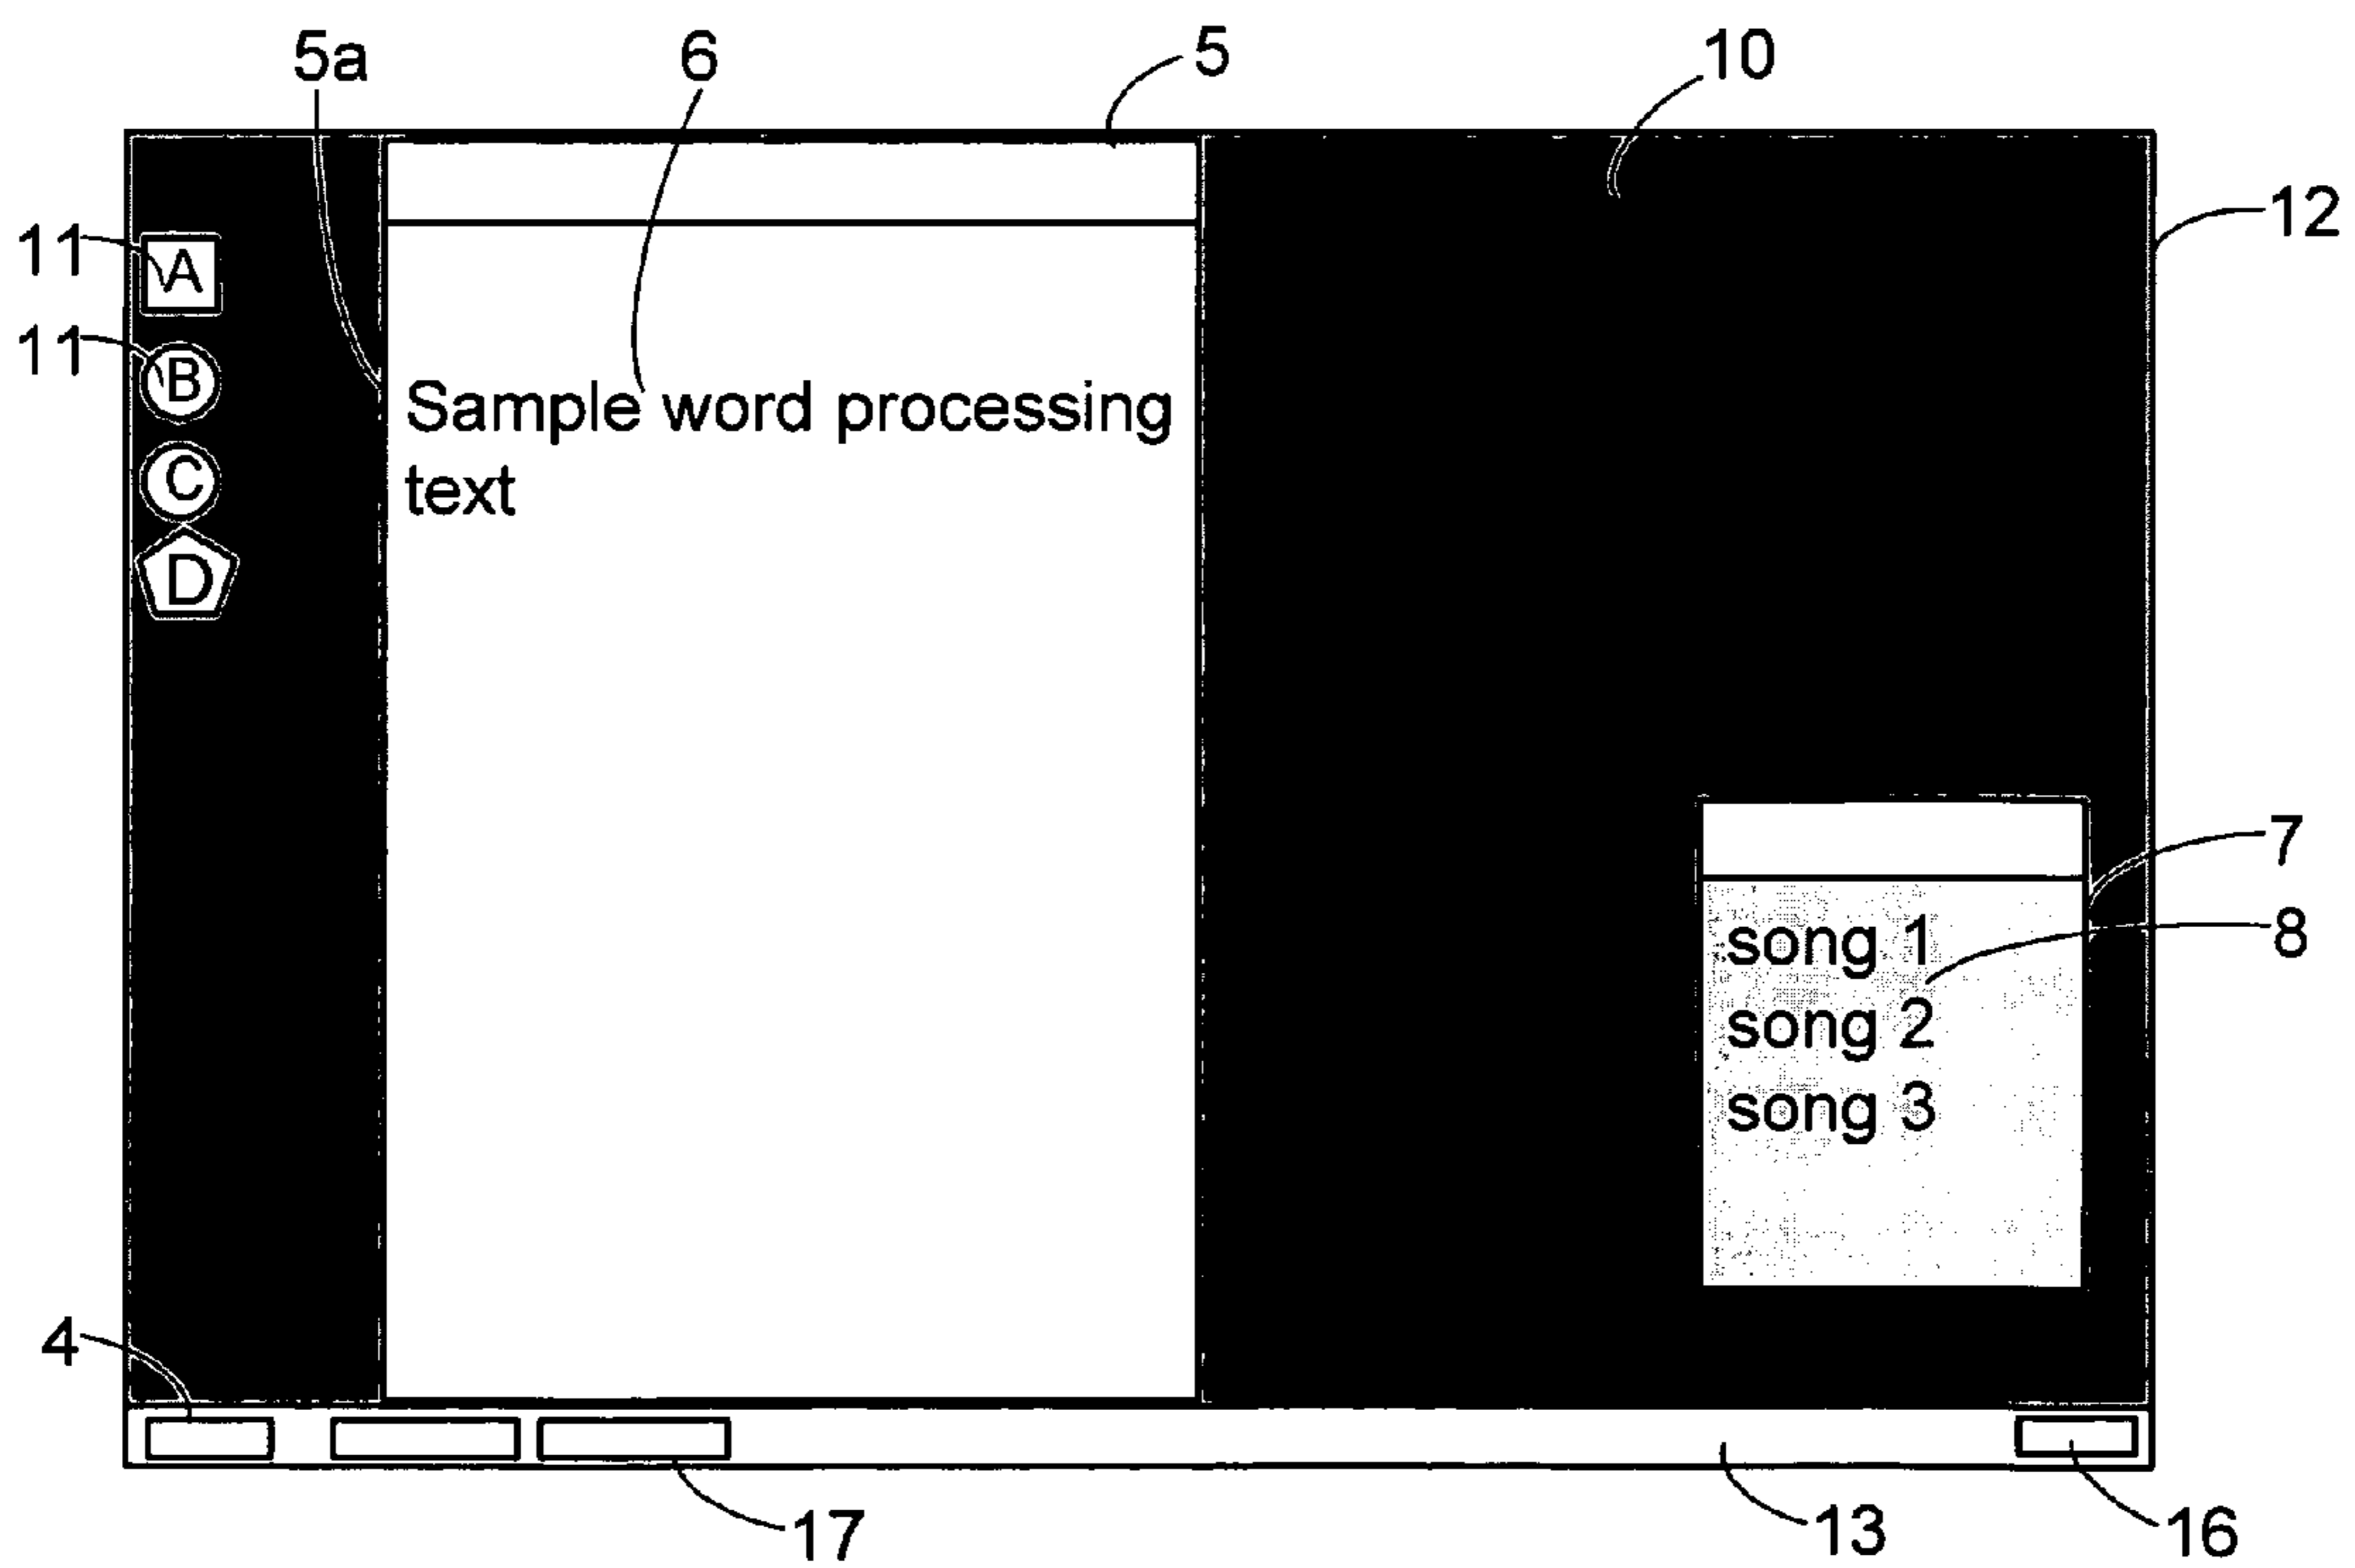 5a 6 5 10
12
11 A
11 B
Sample word processing
text
C
D
7
song 1
8
song 2
song 3
4
17 13 16